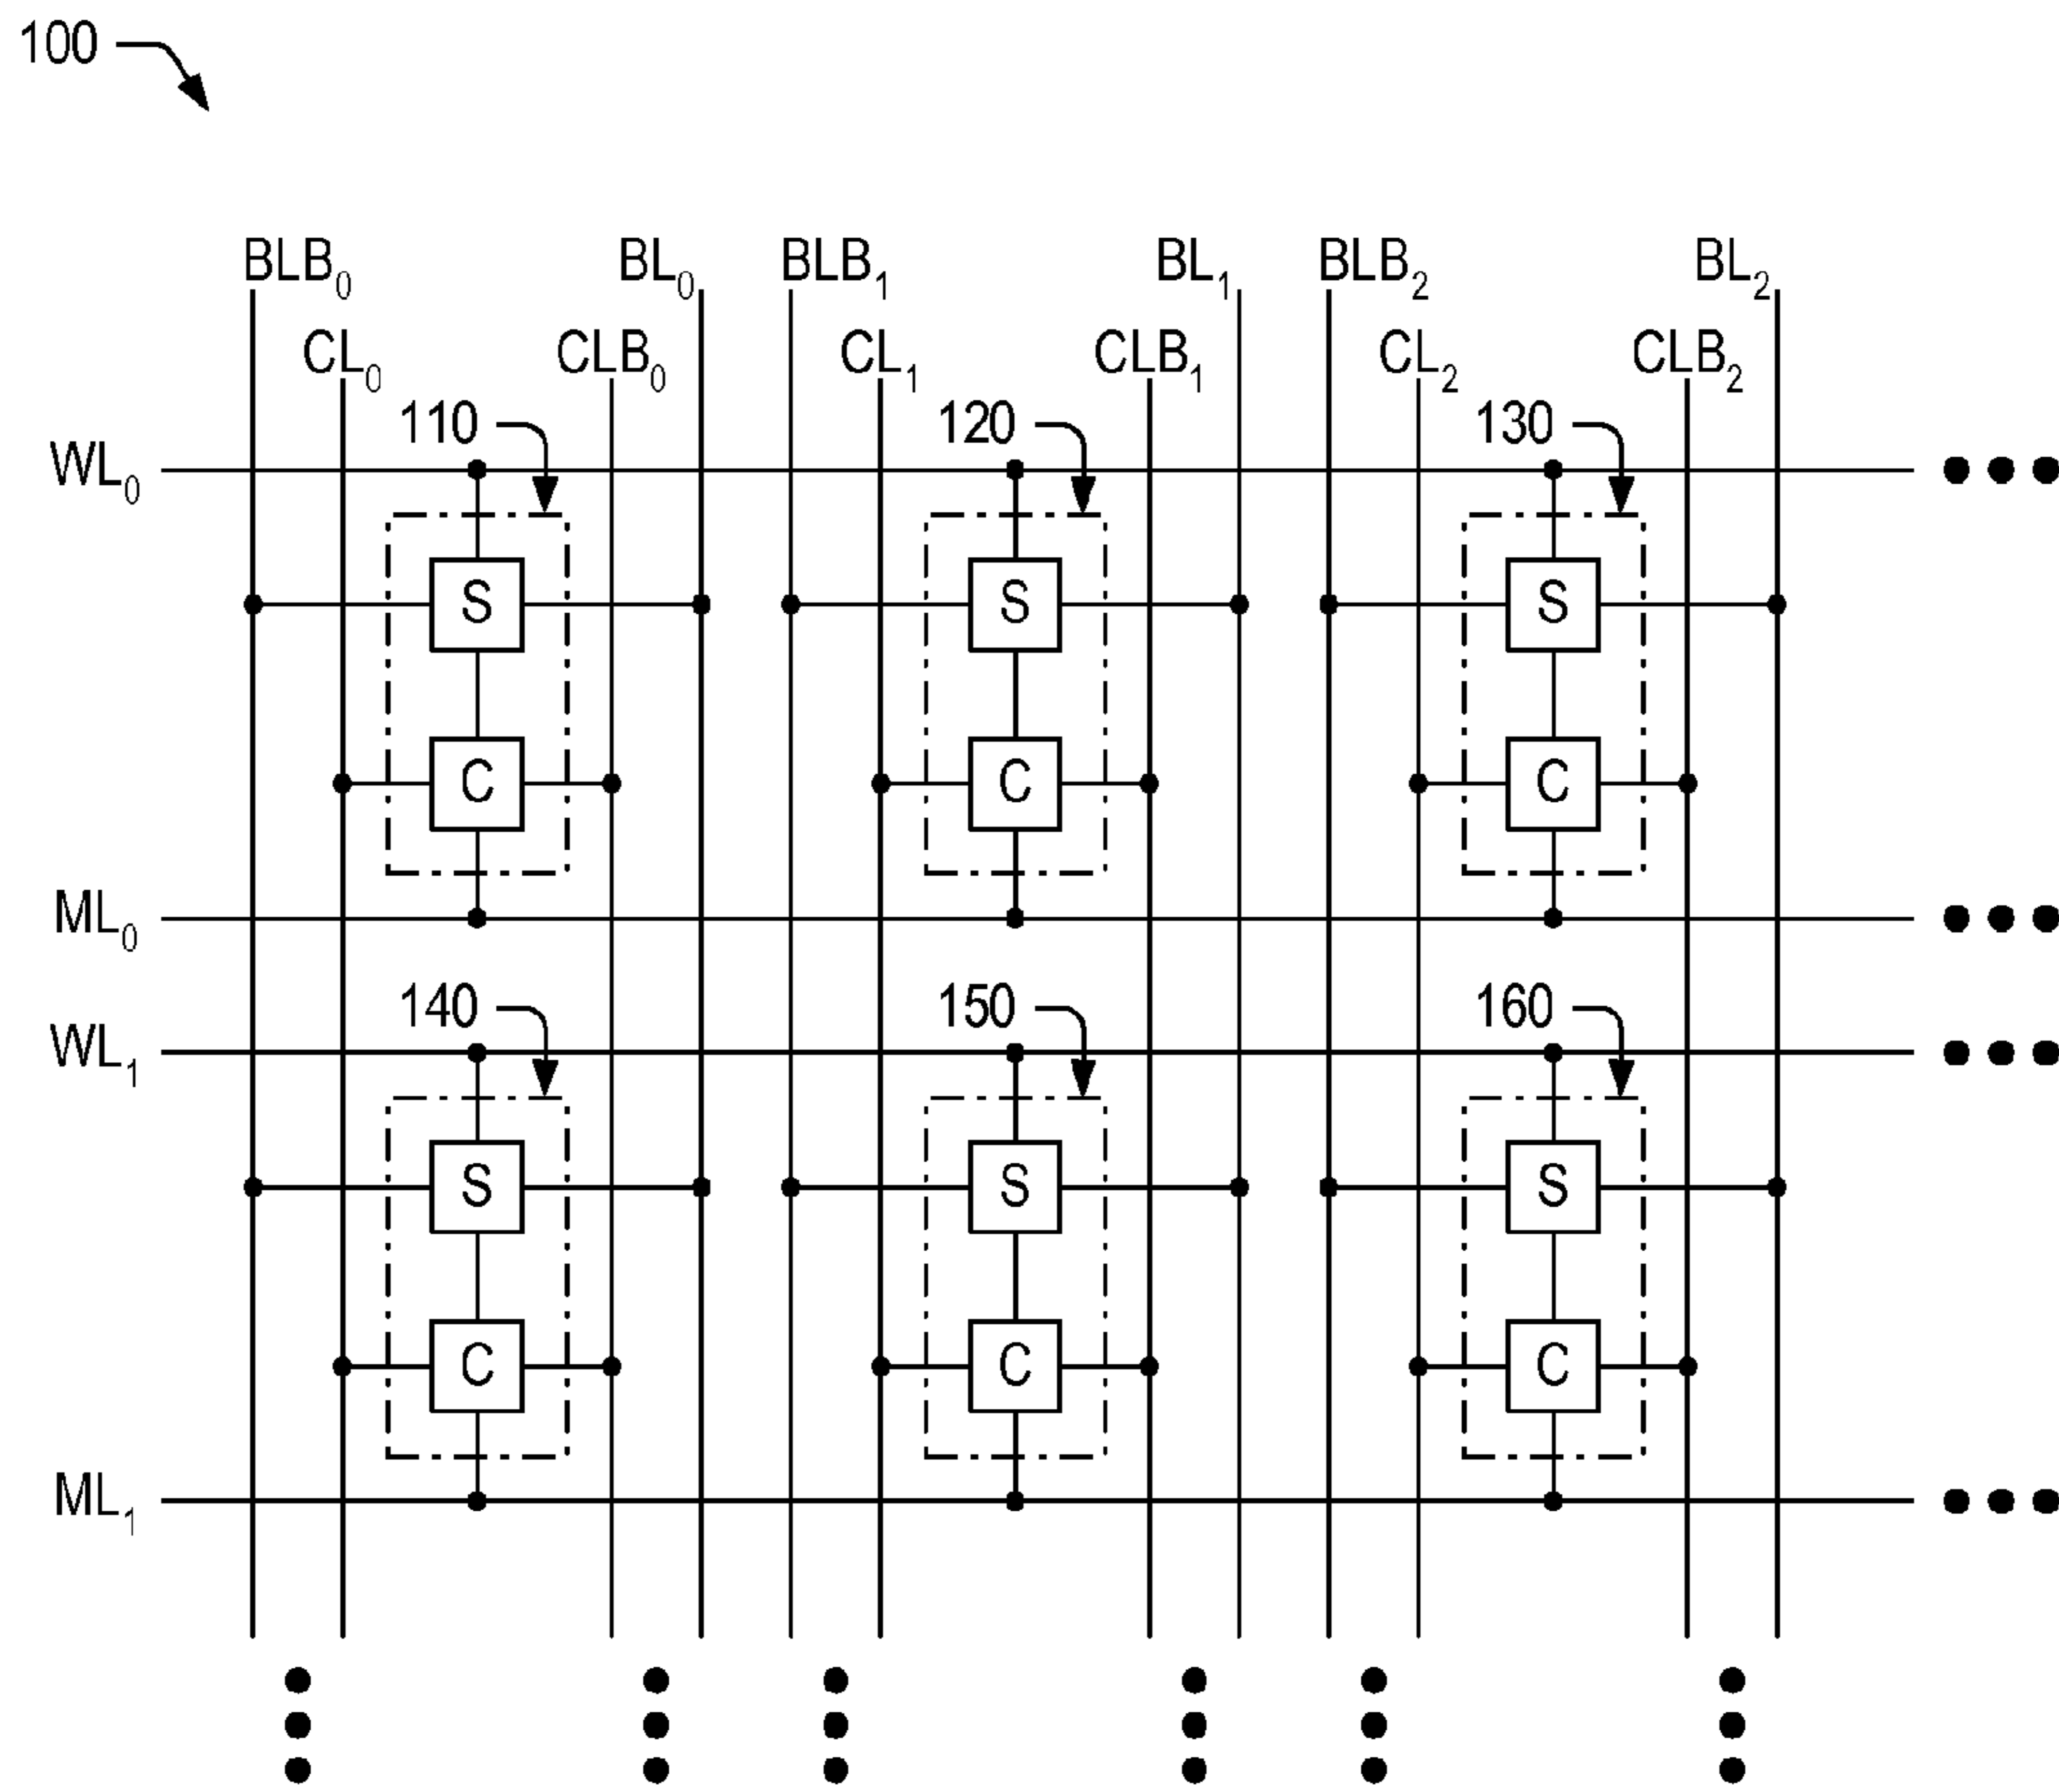 100
BLB0 BL0 BLB1 BL1 BLB2 BL2
CL0 CLB0 CL1 CLB1 CL2 CLB2
110 120 130
WL0
S S S
C C C
ML0
140 150 160
WL1
S S S
C C C
ML1